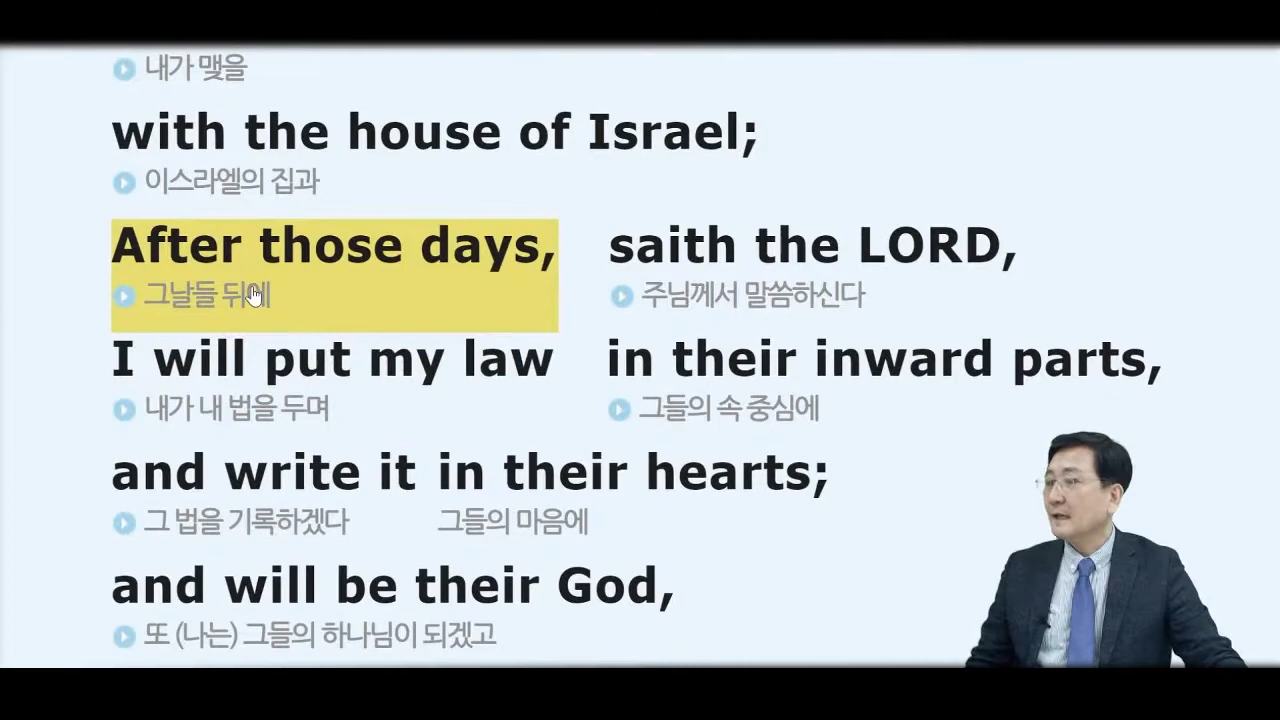 내가 맺을
with the house of Israel;
이스라엘의 집과
After those days, saith the LORD,
그날들 뒤에 주님께서 말씀하신다
I will put my law in their inward parts,
내가 내 법을 두며 그들의 속 중심에
and write it in their hearts;
그 법을 기록하겠다 그들의 마음에
and will be their God,
또 (나는) 그들의 하나님이 되겠고